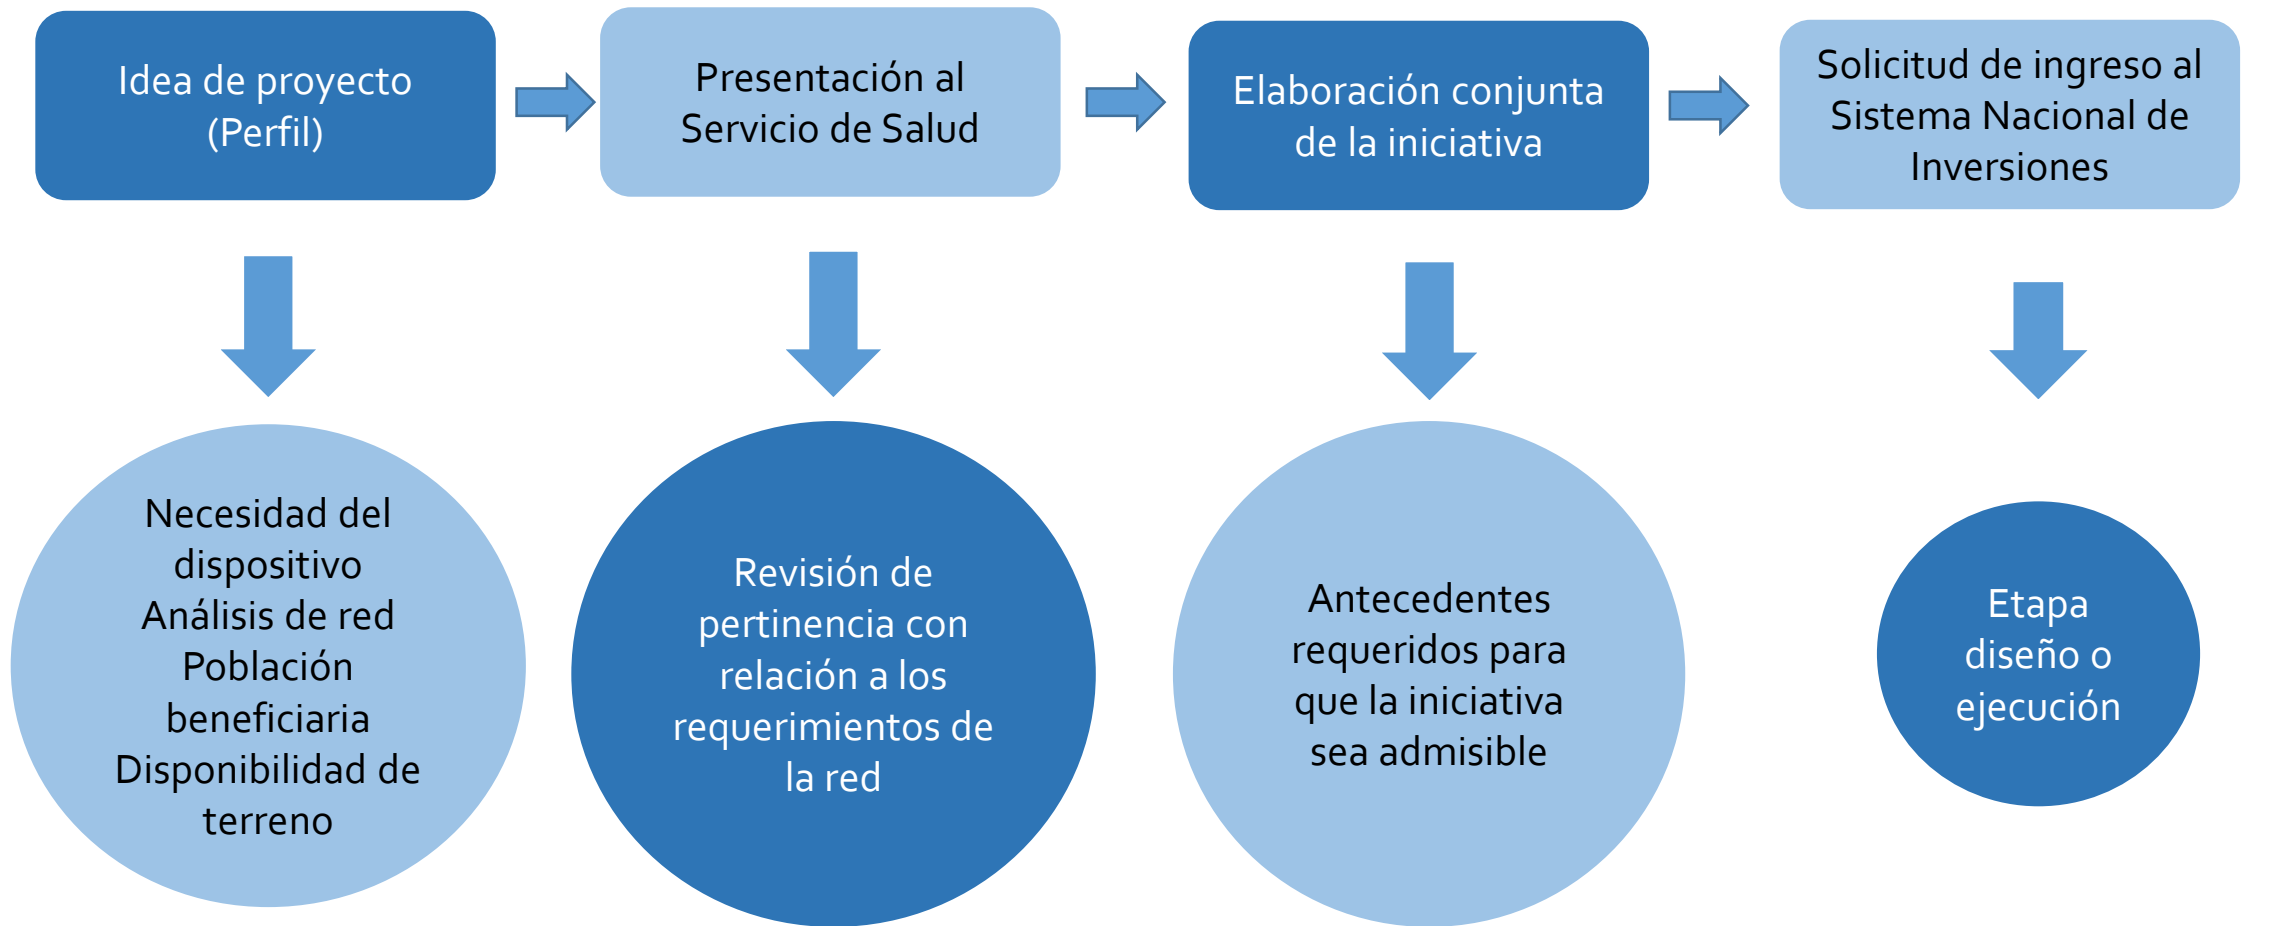 Idea de proyecto
(Perfil)
Presentación al
Servicio de Salud
Elaboración conjunta
de la iniciativa
Solicitud de ingreso al
Sistema Nacional de
Inversiones
Necesidad del
dispositivo
Análisis de red
Población
beneficiaria
Disponibilidad de
terreno
Revisión de
pertinencia con
relación a los
requerimientos de
la red
Antecedentes
requeridos para
que la iniciativa
sea admisible
Etapa
diseño o
ejecución